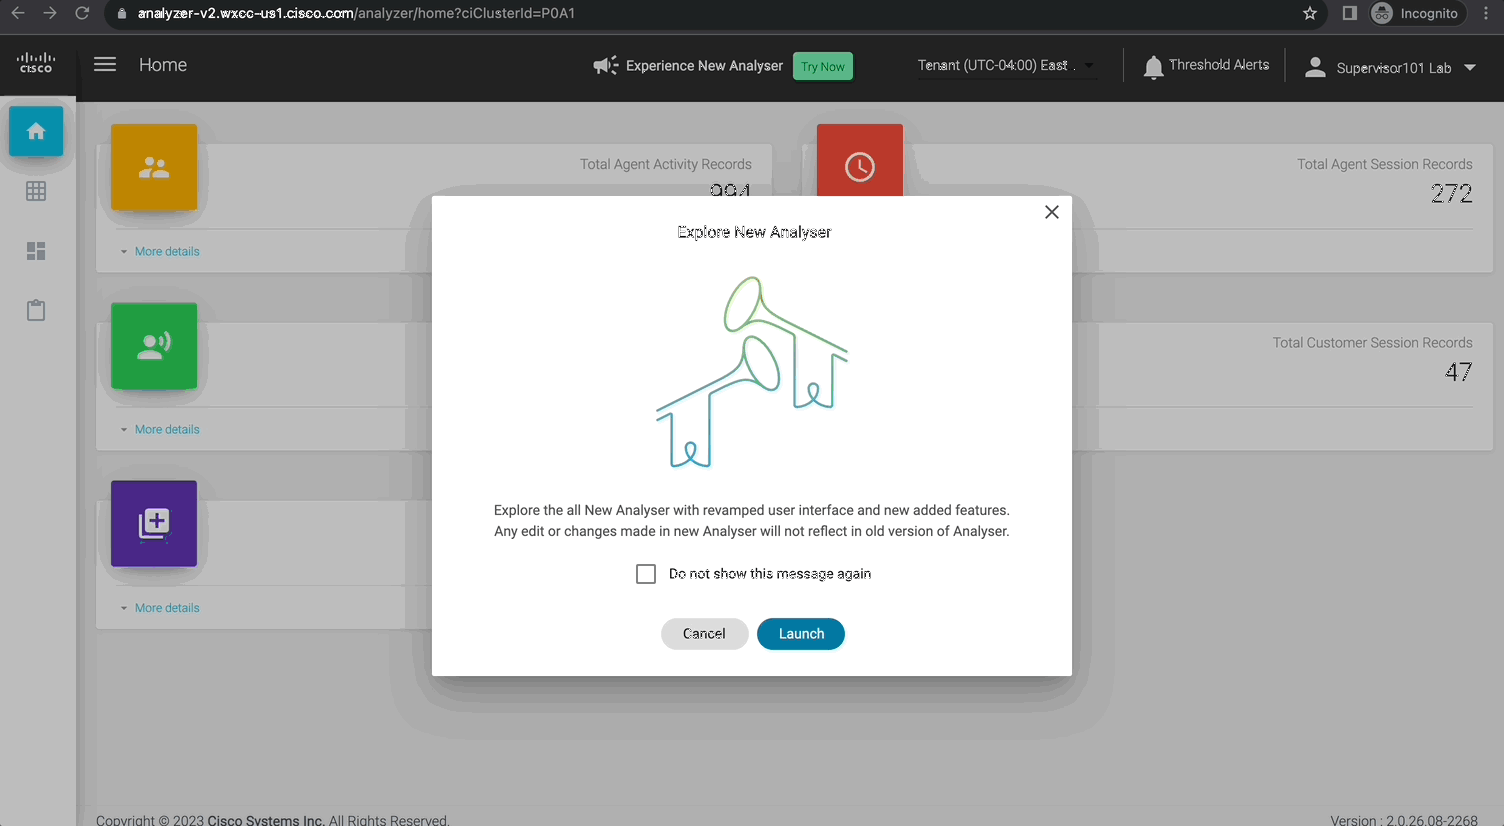 analyzer-v2.wxcc-us1.cisco.com/analyzer/home?ciClusterId=P0A1
Incognito
CISCO
Home
Experience New Analyser
Try Now
Tenant (UTC-04:00) East .
Threshold Alerts
Supervisor101 Lab
Total Agent Activity Records
994
More details
Total Agent Session Records
272
Explore New Analyser
More details
Total Customer Session Records
47
Explore the all New Analyser with revamped user interface and new added features.
Any edit or changes made in new Analyser will not reflect in old version of Analyser.
Do not show this message again
Cancel
Launch
More details
Copyright © 2023 Cisco Systems Inc. All Rights Reserved.
Version : 2.0.26.08-2268